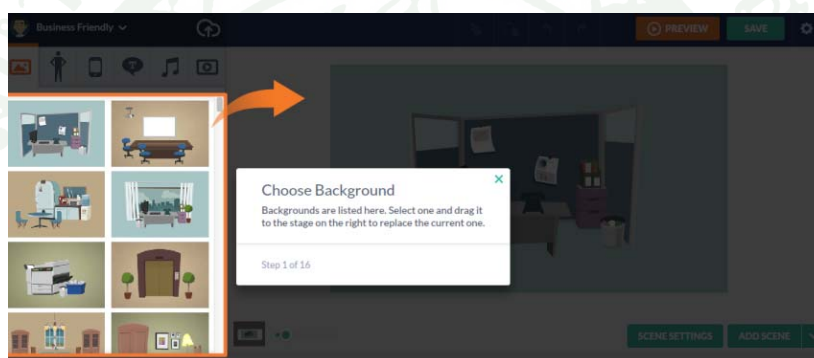 Business Friendly
PREVIEW
SAVE
Choose Background
Backgrounds are listed here. Select one and drag it
to the stage on the right to replace the current one.
Step 1 of 16
SCENE SETTINGS
ADD SCENE